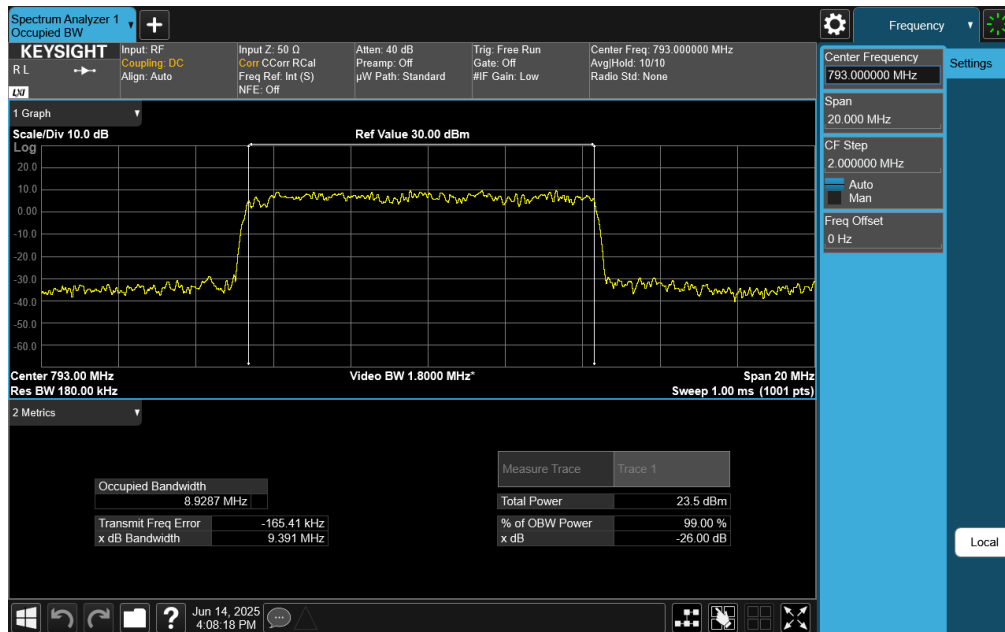 Spectrum Analyzer 1
Occupied BW
Frequency
KEYSIGHT
R L
LXI
Input: RF
Coupling: DC
Align: Auto
Input Z: 50 Ω
Corr CCorr RCal
Freq Ref: Int (S)
NFE: Off
Atten: 40 dB
Preamp: Off
µW Path: Standard
Trig: Free Run
Gate: Off
#IF Gain: Low
Center Freq: 793.000000 MHz
Avg|Hold: 10/10
Radio Std: None
Center Frequency
793.000000 MHz
Settings
Span
20.000 MHz
CF Step
2.000000 MHz
Auto
Man
Freq Offset
0 Hz
Local
1 Graph
Scale/Div 10.0 dB
Ref Value 30.00 dBm
Log
20.0
10.0
0.00
-10.0
-20.0
-30.0
-40.0
-50.0
-60.0
Center 793.00 MHz
Video BW 1.8000 MHz*
Span 20 MHz
Res BW 180.00 kHz
Sweep 1.00 ms (1001 pts)
2 Metrics
Measure Trace Trace 1
Occupied Bandwidth
8.9287 MHz
Total Power 23.5 dBm
Transmit Freq Error -165.41 kHz
% of OBW Power 99.00 %
x dB Bandwidth 9.391 MHz
x dB -26.00 dB
?
Jun 14, 2025
4:08:18 PM